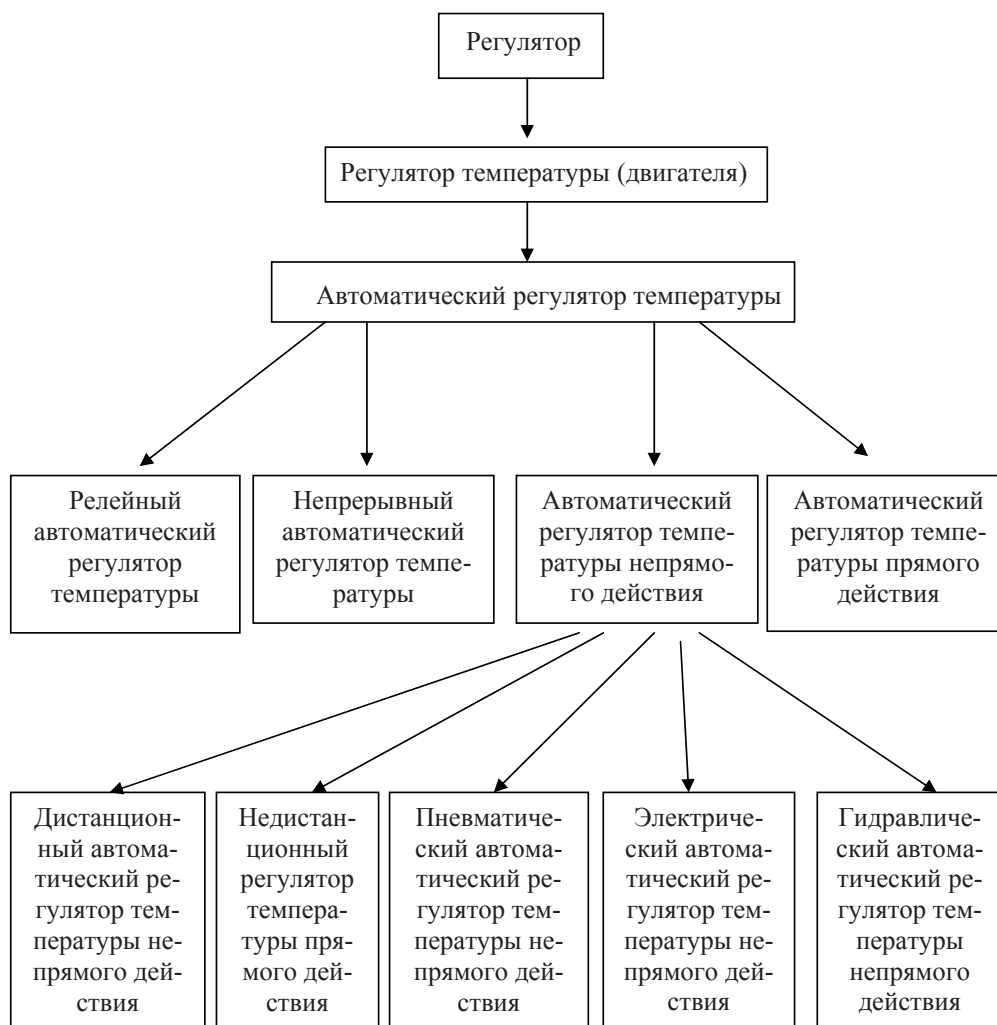 Регулятор
Регулятор температуры (двигателя)
Автоматический регулятор температуры
Релейный
автоматический
регулятор
температуры
Непрерывный
автоматический
регулятор темпе-
ратуры
Автоматический
регулятор темпе-
ратуры непрямо-
го действия
Автоматический
регулятор темпе-
ратуры прямого
действия
Дистанцион-
ный автома-
тический ре-
гулятор тем-
пературы не-
прямого дей-
ствия
Недистан-
ционный
регулятор
темпера-
туры пря-
мого дей-
ствия
Пневматиче-
ский автома-
тический ре-
гулятор тем-
пературы не-
прямого дей-
ствия
Электриче-
ский автома-
тический ре-
гулятор тем-
пературы не-
прямого дей-
ствия
Гидравличе-
ский автома-
тический ре-
гулятор тем-
пературы
непрямого
действия